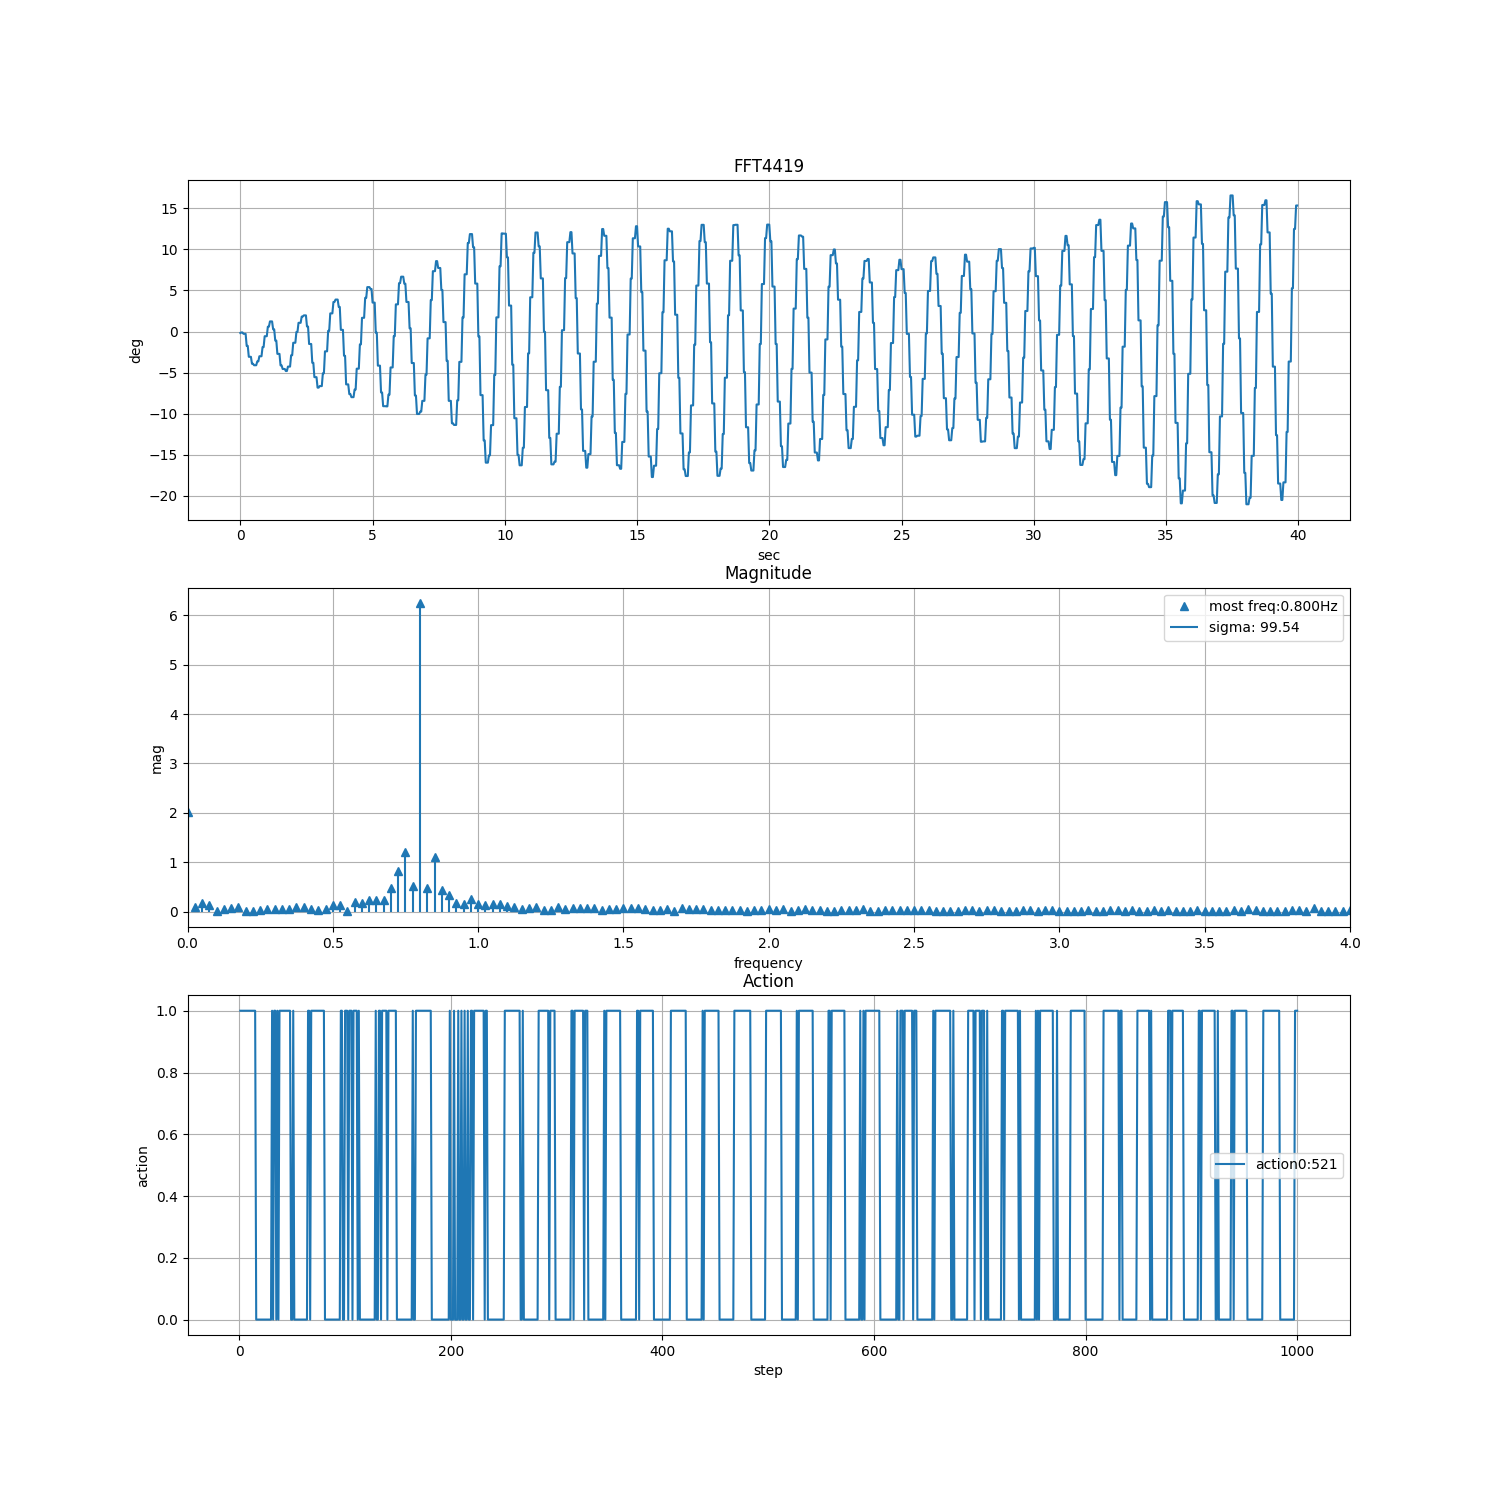 FFT4419
15
10
5
0
−5
−10
−15
−20
deg
0 5 10 15 20 25 30 35 40
sec
Magnitude
most freq:0.800Hz
sigma: 99.54
6
5
4
3
2
1
0
mag
0.0 0.5 1.0 1.5 2.0 2.5 3.0 3.5 4.0
frequency
Action
1.0
0.8
0.6
0.4
0.2
0.0
action
action0:521
0 200 400 600 800 1000
step